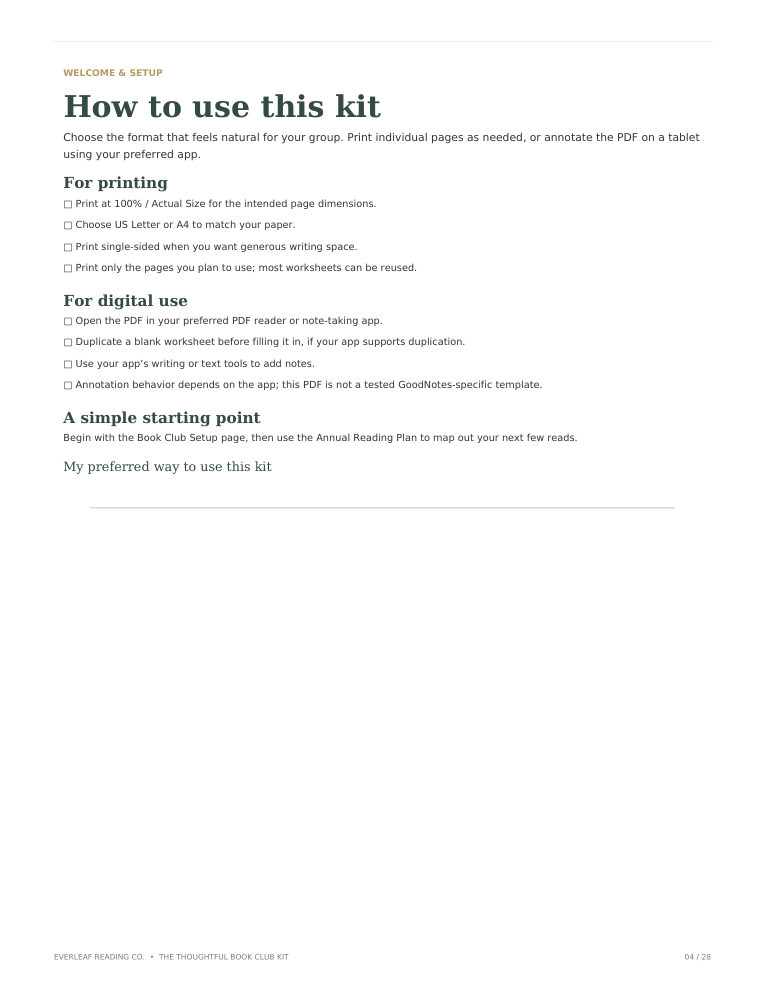 WELCOME & SETUP
How to use this kit
Choose the format that feels natural for your group. Print individual pages as needed, or annotate the PDF on a tablet
using your preferred app.
For printing
□ Print at 100% / Actual Size for the intended page dimensions.
□ Choose US Letter or A4 to match your paper.
□ Print single-sided when you want generous writing space.
□ Print only the pages you plan to use; most worksheets can be reused.
For digital use
□ Open the PDF in your preferred PDF reader or note-taking app.
□ Duplicate a blank worksheet before filling it in, if your app supports duplication.
□ Use your app’s writing or text tools to add notes.
□ Annotation behavior depends on the app; this PDF is not a tested GoodNotes-specific template.
A simple starting point
Begin with the Book Club Setup page, then use the Annual Reading Plan to map out your next few reads.
My preferred way to use this kit
EVERLEAF READING CO. • THE THOUGHTFUL BOOK CLUB KIT
04 / 28